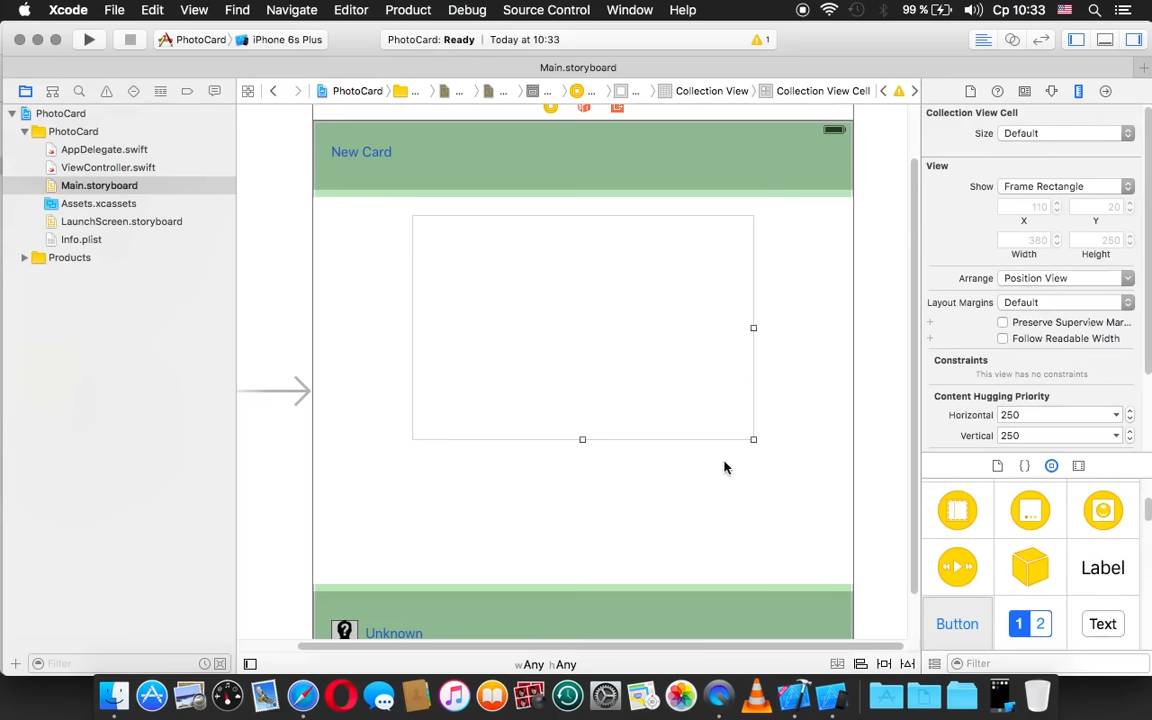 Xcode File Edit View Find Navigate Editor Product Debug Source Control Window Help 99 % Ср 10:33
PhotoCard iPhone 6s Plus PhotoCard: Ready Today at 10:33 1
Main.storyboard
PhotoCard ... ... ... ... ... ... Collection View Collection View Cell
PhotoCard
PhotoCard
AppDelegate.swift
ViewController.swift
Main.storyboard
Assets.xcassets
LaunchScreen.storyboard
Info.plist
Products
Filter
New Card
Unknown
wAny hAny
Collection View Cell
Size Default
View
Show Frame Rectangle
110 20
X Y
380 250
Width Height
Arrange Position View
Layout Margins Default
Preserve Superview Mar...
Follow Readable Width
Constraints
This view has no constraints
Content Hugging Priority
Horizontal 250
Vertical 250
Label
Button 1 2 Text
Filter